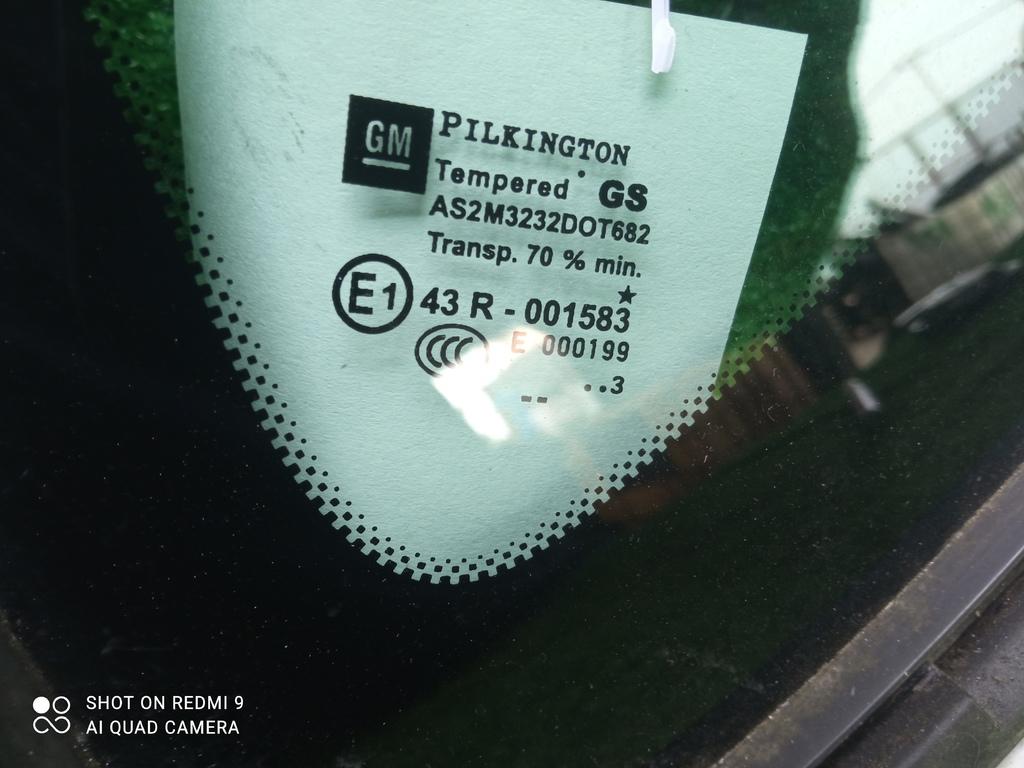 GM
PILKINGTON
Tempered GS
AS2M3232DOT682
Transp. 70 % min.
E1 43 R - 001583
CCC E 000199
..3
--
SHOT ON REDMI 9
AI QUAD CAMERA